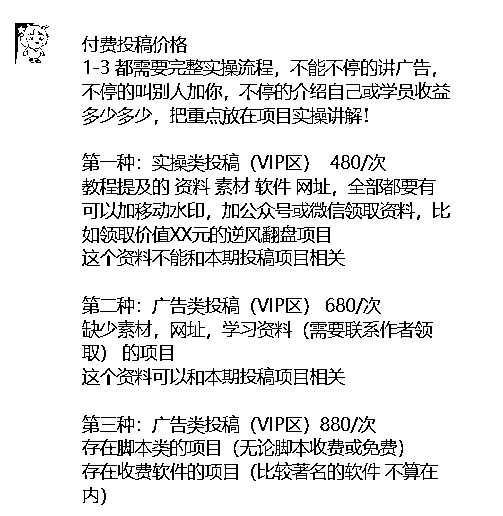 付费投稿价格
1-3 都需要完整实操流程，不能不停的讲广告，
不停的叫别人加你，不停的介绍自己或学员收益
多少多少，把重点放在项目实操讲解！
第一种：实操类投稿（VIP区） 480/次
教程提及的 资料 素材 软件 网址，全部都要有
可以加移动水印，加公众号或微信领取资料，比
如领取价值XX元的逆风翻盘项目
这个资料不能和本期投稿项目相关
第二种：广告类投稿（VIP区） 680/次
缺少素材，网址，学习资料（需要联系作者领
取） 的项目
这个资料可以和本期投稿项目相关
第三种：广告类投稿（VIP区）880/次
存在脚本类的项目（无论脚本收费或免费）
存在收费软件的项目（比较著名的软件 不算在
内）